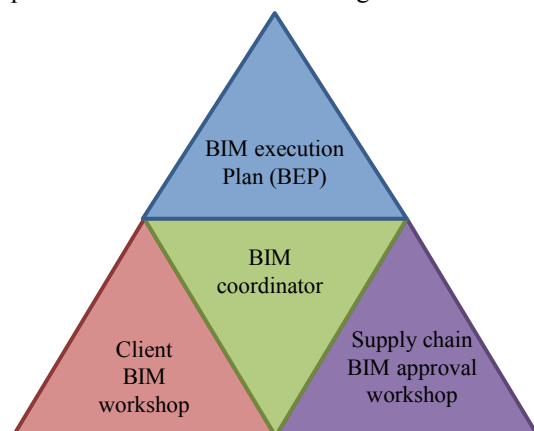 BIM execution
Plan (BEP)
BIM
coordinator
Client
BIM
workshop
Supply chain
BIM approval
workshop